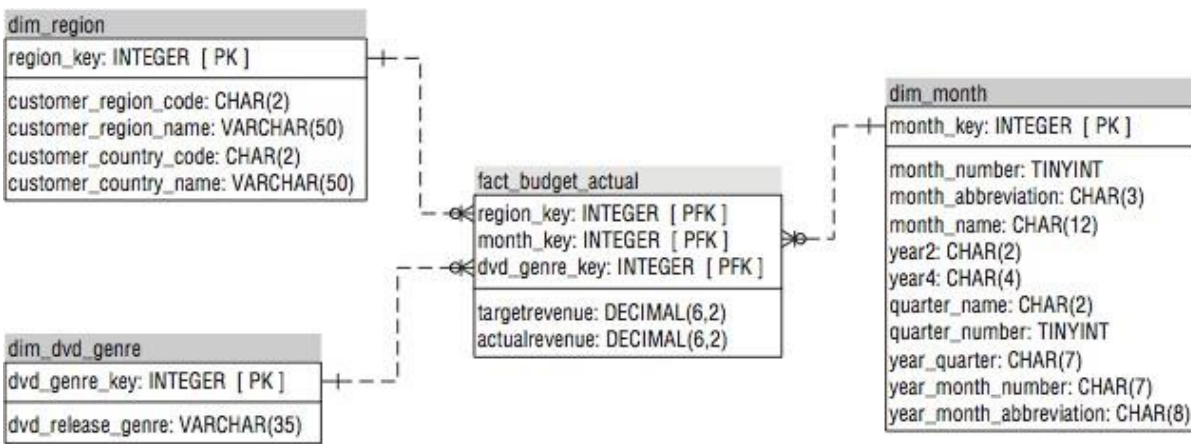 dim_region
region_key: INTEGER [ PK ]
customer_region_code: CHAR(2)
customer_region_name: VARCHAR(50)
customer_country_code: CHAR(2)
customer_country_name: VARCHAR(50)
fact_budget_actual
region_key: INTEGER [ PFK ]
month_key: INTEGER [ PFK ]
dvd_genre_key: INTEGER [ PFK ]
targetrevenue: DECIMAL(6,2)
actualrevenue: DECIMAL(6,2)
dim_month
month_key: INTEGER [ PK ]
month_number: TINYINT
month_abbreviation: CHAR(3)
month_name: CHAR(12)
year2: CHAR(2)
year4: CHAR(4)
quarter_name: CHAR(2)
quarter_number: TINYINT
year_quarter: CHAR(7)
year_month_number: CHAR(7)
year_month_abbreviation: CHAR(8)
dim_dvd_genre
dvd_genre_key: INTEGER [ PK ]
dvd_release_genre: VARCHAR(35)